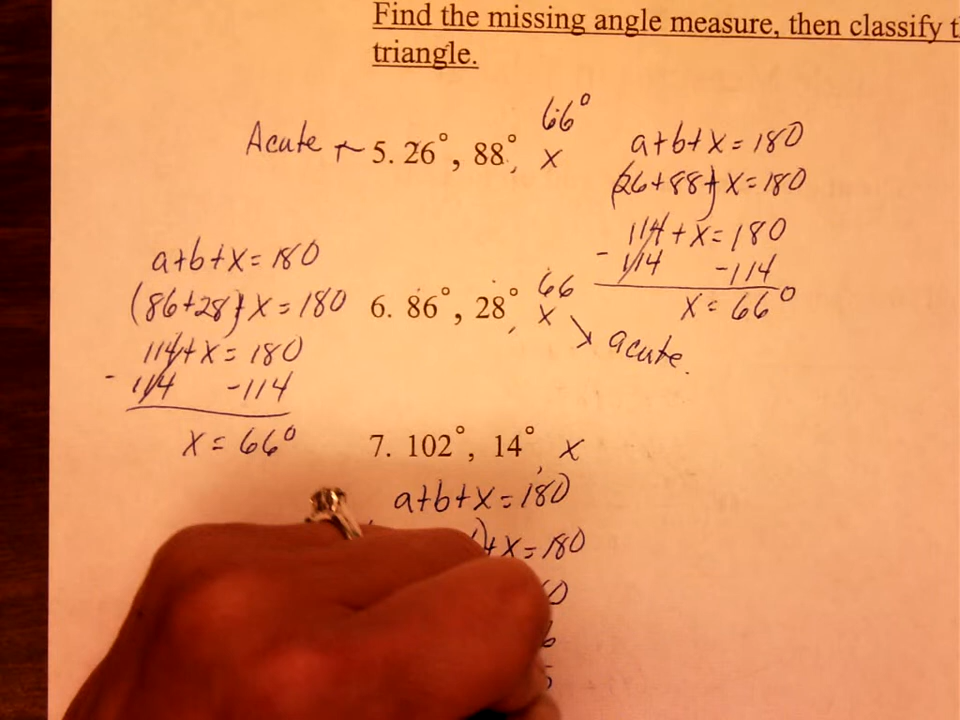 Find the missing angle measure, then classify
triangle.
Acute
5. 26°, 88°, x
66°
a+b+x=180
(26+88)+x=180
114+x=180
-114 -114
x=66°
a+b+x=180
(86+28)+x=180
114+x=180
-114 -114
x=66°
6. 86°, 28°, x
66
acute.
7. 102°, 14°, x
a+b+x=180
)+x=180